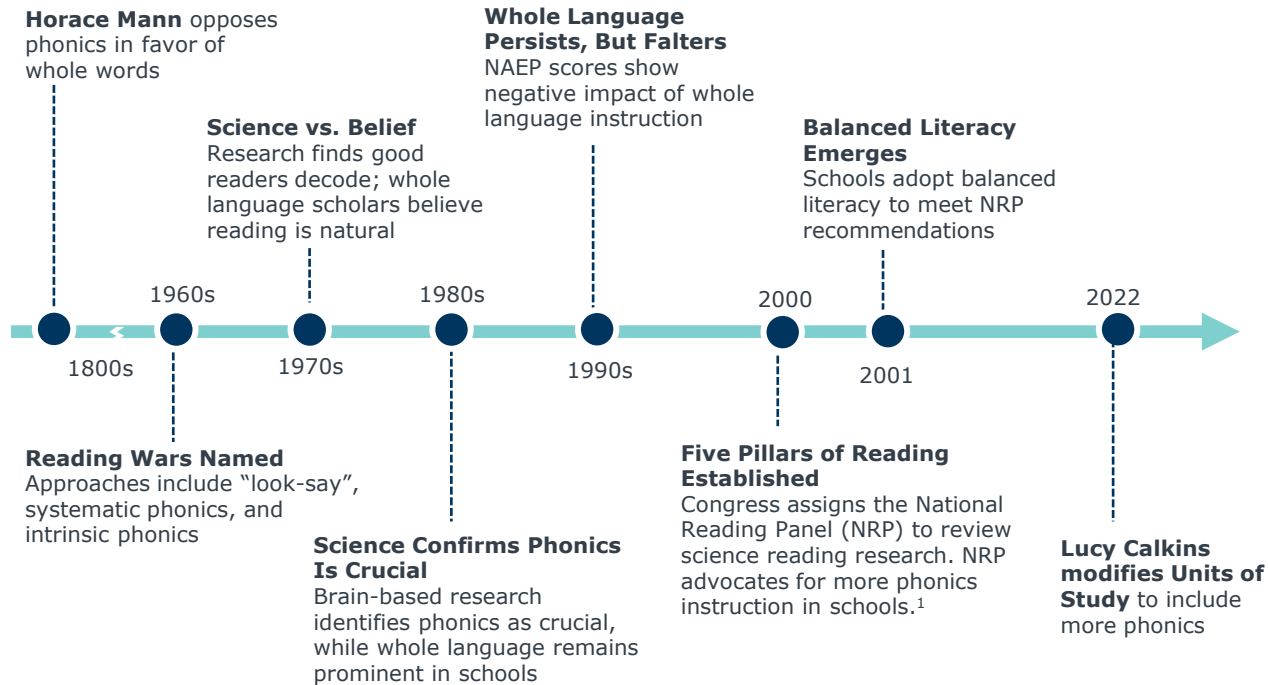 Horace Mann opposes
phonics in favor of
whole words
Science vs. Belief
Research finds good
readers decode; whole
language scholars believe
reading is natural
Whole Language
Persists, But Falters
NAEP scores show
negative impact of whole
language instruction
Balanced Literacy
Emerges
Schools adopt balanced
literacy to meet NRP
recommendations
1800s
1960s
1970s
1980s
1990s
2000
2001
2022
Reading Wars Named
Approaches include “look-say”,
systematic phonics, and
intrinsic phonics
Science Confirms Phonics
Is Crucial
Brain-based research
identifies phonics as crucial,
while whole language remains
prominent in schools
Five Pillars of Reading
Established
Congress assigns the National
Reading Panel (NRP) to review
science reading research. NRP
advocates for more phonics
instruction in schools.¹
Lucy Calkins
modifies Units of
Study to include
more phonics